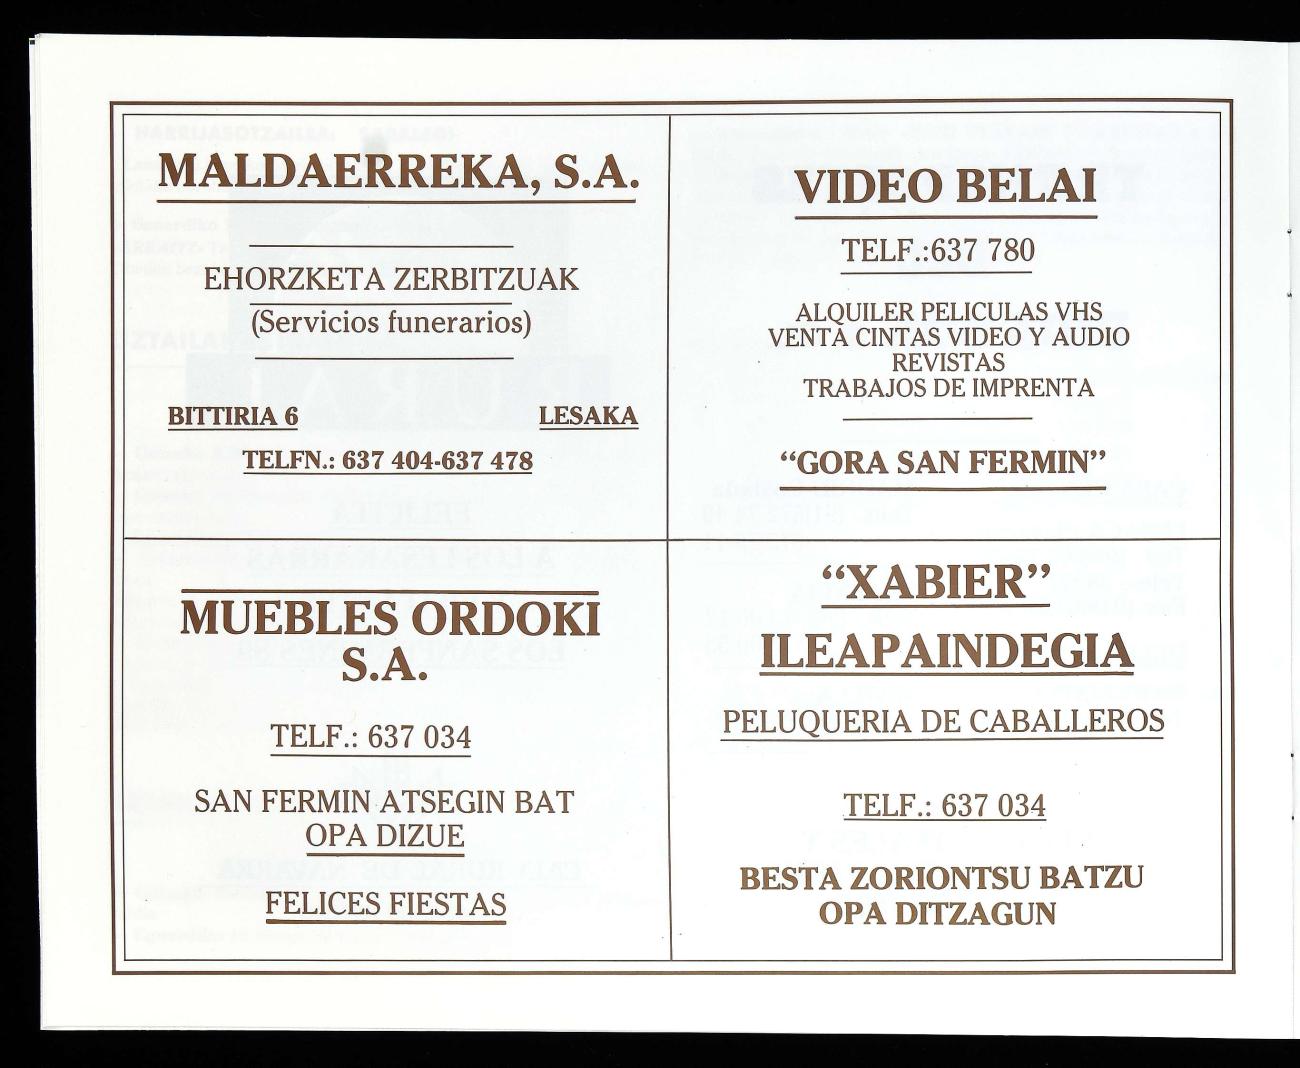 MALDAERREKA, S.A.
EHORZKETA ZERBITZUAK
(Servicios funerarios)
BITTIRIA 6 LESAKA
TELFN.: 637 404-637 478
VIDEO BELAI
TELF.:637 780
ALQUILER PELICULAS VHS
VENTA CINTAS VIDEO Y AUDIO
REVISTAS
TRABAJOS DE IMPRENTA
“GORA SAN FERMIN”
MUEBLES ORDOKI
S.A.
TELF.: 637 034
SAN FERMIN ATSEGIN BAT
OPA DIZUE
FELICES FIESTAS
“XABIER”
ILEAPAINDEGIA
PELUQUERIA DE CABALLEROS
TELF.: 637 034
BESTA ZORIONTSU BATZU
OPA DITZAGUN